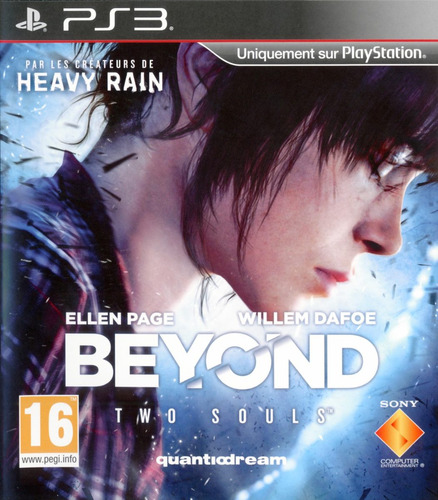 PS3
Uniquement sur PlayStation®
PAR LES CRÉATEURS DE
HEAVY RAIN
ELLEN PAGE WILLEM DAFOE
BEYOND
TWO SOULS™
16
www.pegi.info
quanticdream
SONY
COMPUTER
ENTERTAINMENT